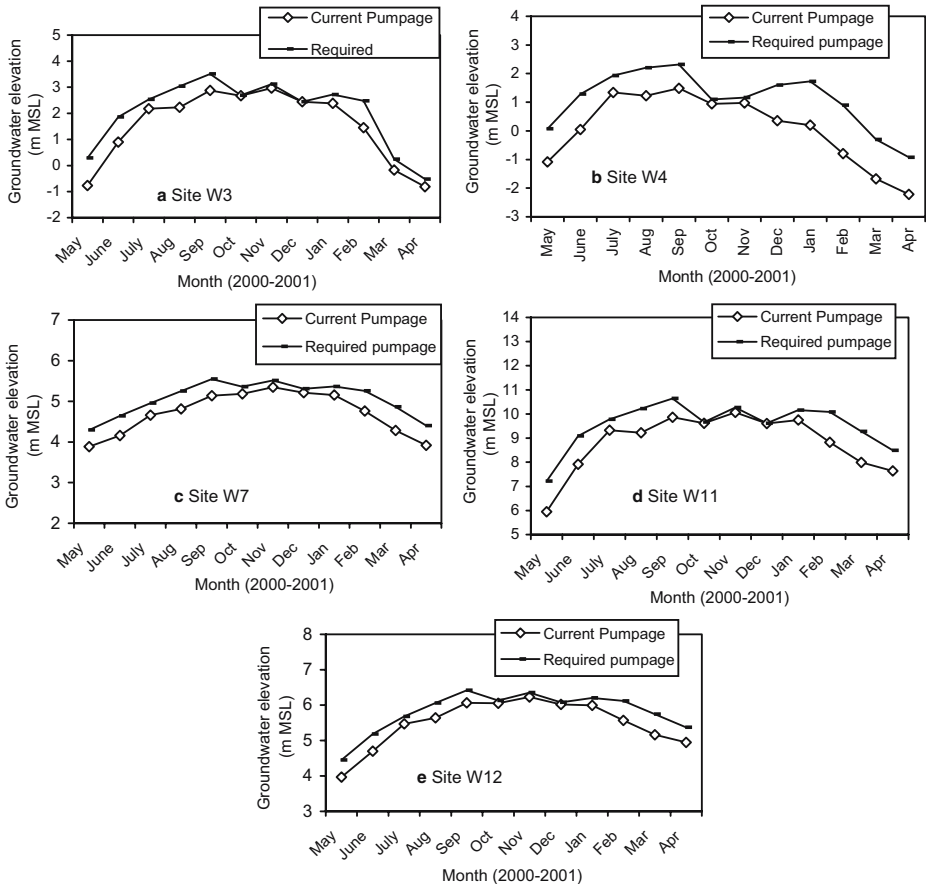 Current Pumpage
Required
5
4
3
2
1
0
-1
-2
Groundwater elevation
(m MSL)
a Site W3
May
June
July
Aug
Sep
Oct
Nov
Dec
Jan
Feb
Mar
Apr
Month (2000-2001)
Current Pumpage
Required pumpage
4
3
2
1
0
-1
-2
-3
Groundwater elevation
(m MSL)
b Site W4
May
June
July
Aug
Sep
Oct
Nov
Dec
Jan
Feb
Mar
Apr
Month (2000-2001)
Current Pumpage
Required pumpage
7
6
5
4
3
2
Groundwater elevation
(m MSL)
c Site W7
May
June
July
Aug
Sep
Oct
Nov
Dec
Jan
Feb
Mar
Apr
Month (2000-2001)
Current Pumpage
Required pumpage
14
13
12
11
10
9
8
7
6
5
Groundwater elevation
(m MSL)
d Site W11
May
June
July
Aug
Sep
Oct
Nov
Dec
Jan
Feb
Mar
Apr
Month (2000-2001)
Current Pumpage
Required pumpage
8
7
6
5
4
3
Groundwater elevation
(m MSL)
e Site W12
May
June
July
Aug
Sep
Oct
Nov
Dec
Jan
Feb
Mar
Apr
Month (2000-2001)